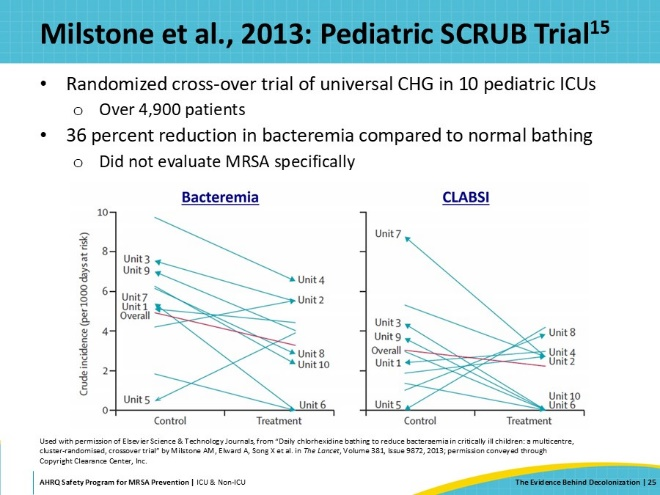 Milstone et al., 2013: Pediatric SCRUB Trial15
• Randomized cross-over trial of universal CHG in 10 pediatric ICUs
o Over 4,900 patients
• 36 percent reduction in bacteremia compared to normal bathing
o Did not evaluate MRSA specifically
Bacteremia
Crude incidence (per 1000 days at risk)
10
8
6
4
2
0
Unit 3
Unit 9
Unit 7
Unit 1
Overall
Unit 5
Unit 4
Unit 2
Unit 8
Unit 10
Unit 6
Control
Treatment
CLABSI
Unit 7
Unit 3
Unit 9
Overall
Unit 1
Unit 5
Unit 8
Unit 4
Unit 2
Unit 10
Unit 6
Control
Treatment
Used with permission of Elsevier Science & Technology Journals, from “Daily chlorhexidine bathing to reduce bacteraemia in critically ill children: a multicentre,
cluster-randomised, crossover trial” by Milstone AM, Elward A, Song X et al. in The Lancet, Volume 381, Issue 9872, 2013; permission conveyed through
Copyright Clearance Center, Inc.
AHRQ Safety Program for MRSA Prevention | ICU & Non-ICU
The Evidence Behind Decolonization | 25